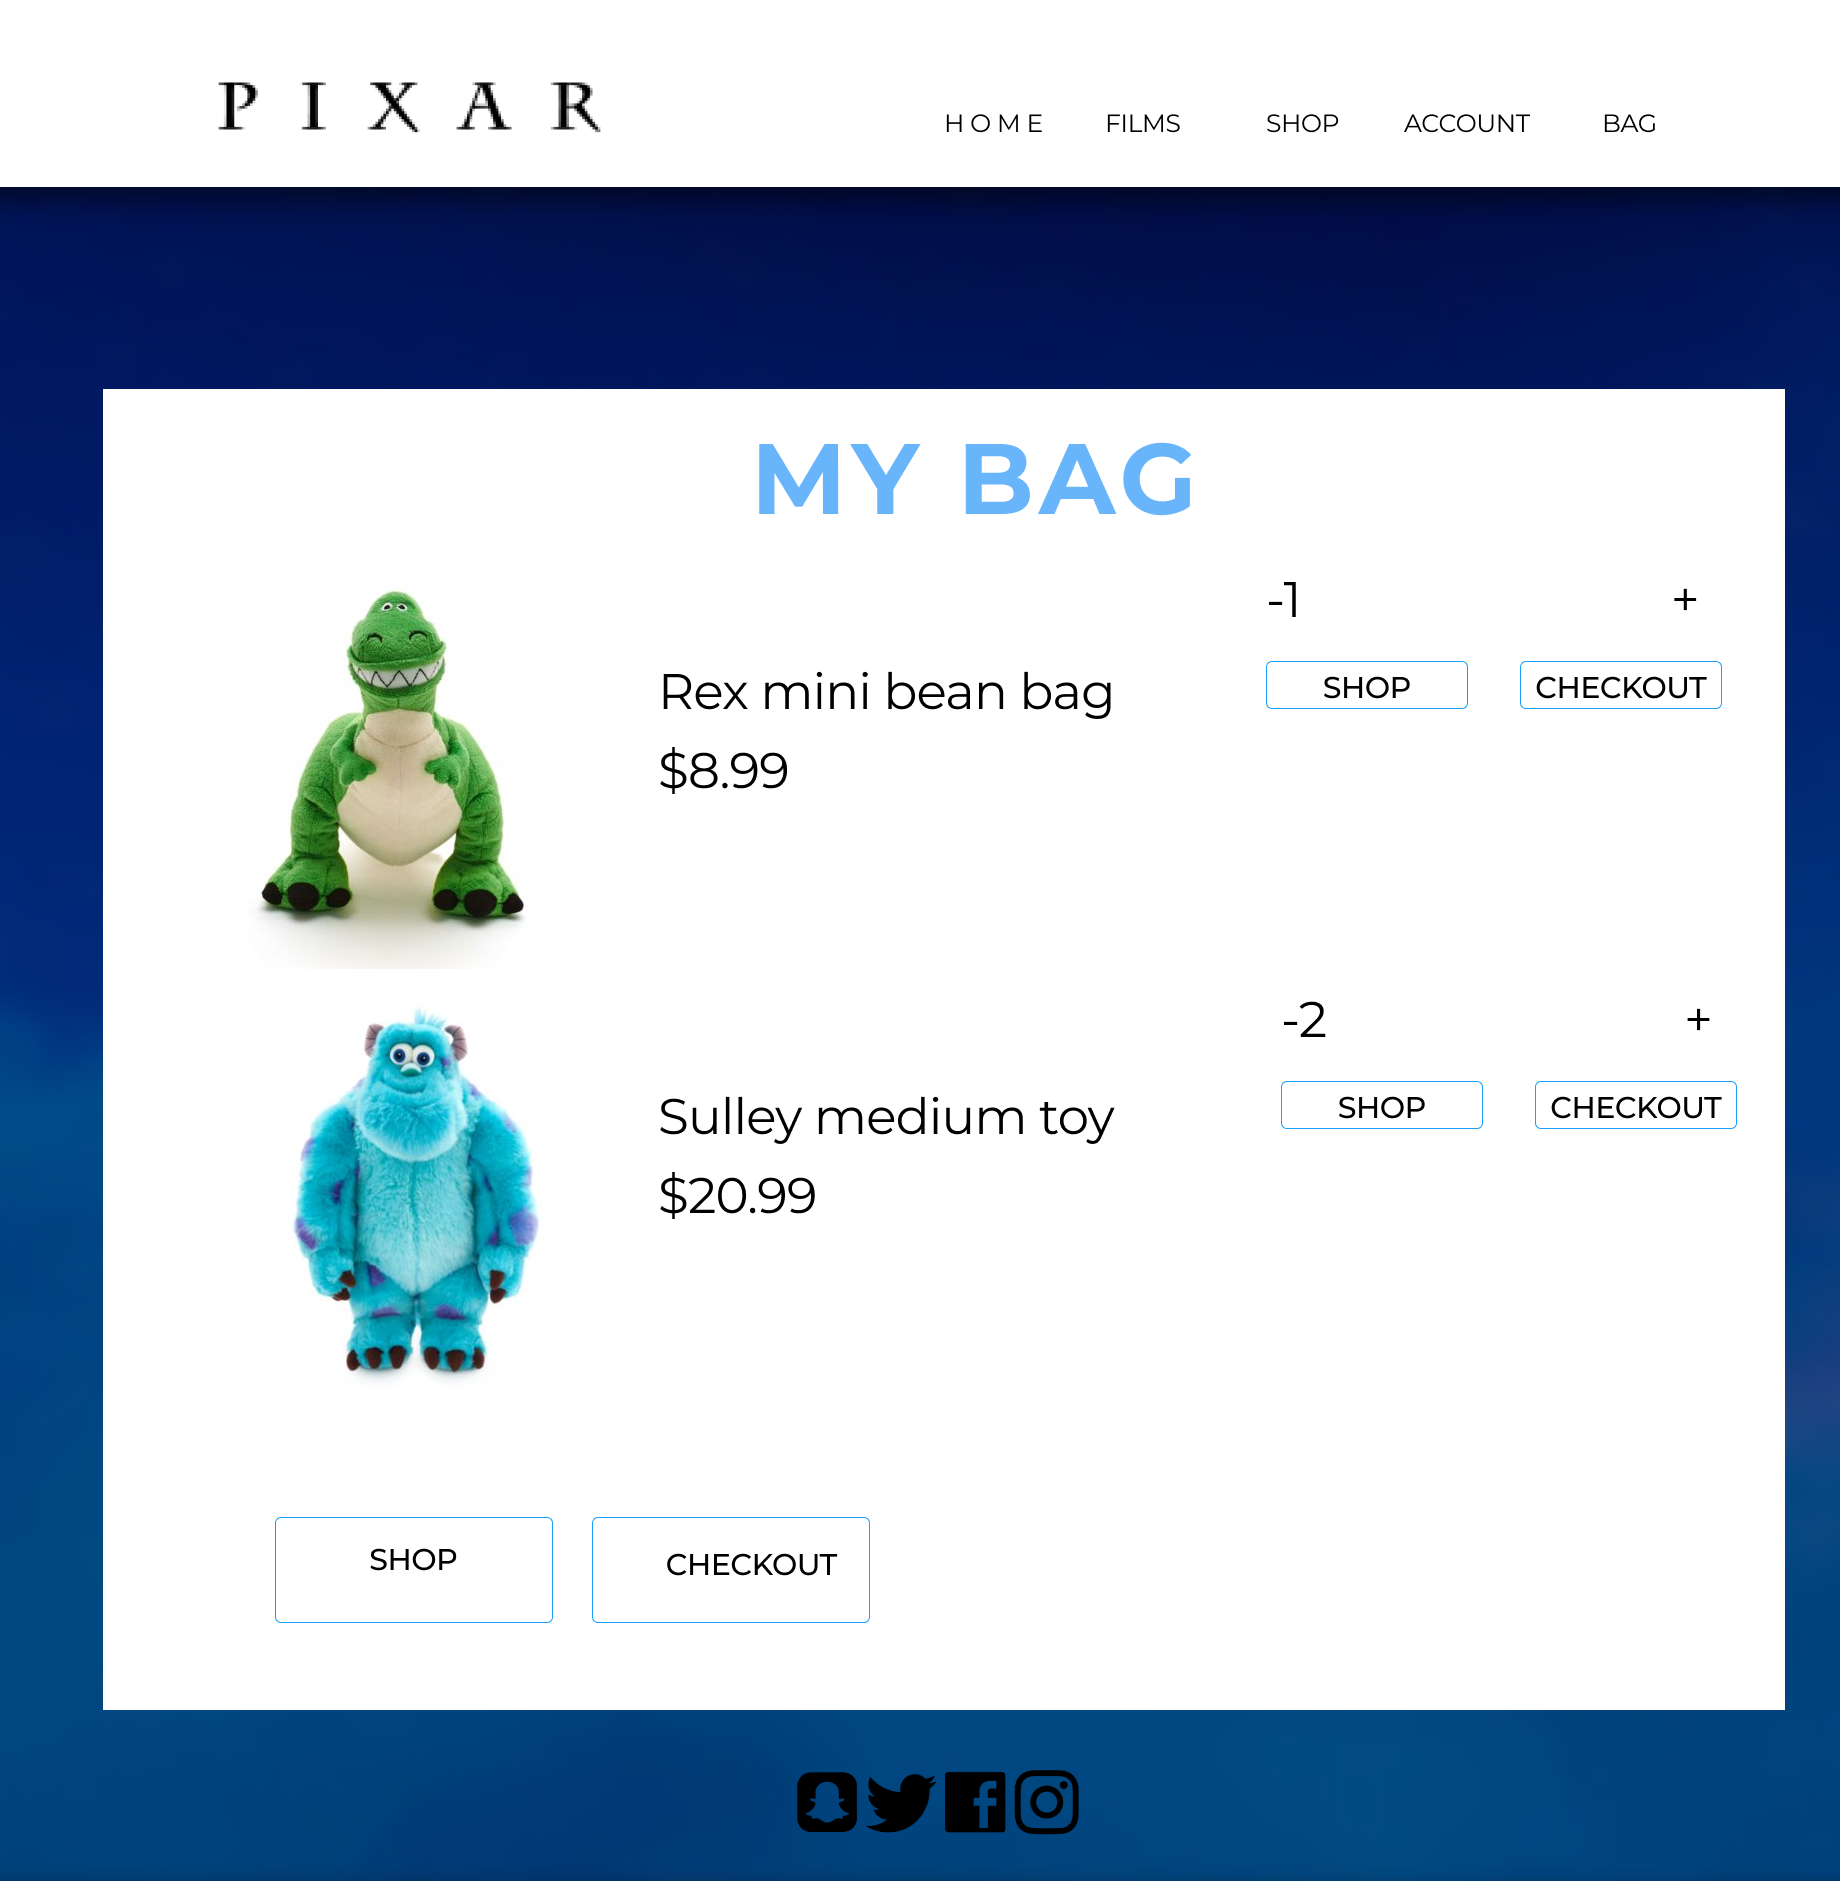 PIXAR
HOME FILMS SHOP ACCOUNT BAG
MY BAG
-1 +
Rex mini bean bag
SHOP CHECKOUT
$8.99
-2 +
Sulley medium toy
SHOP CHECKOUT
$20.99
SHOP CHECKOUT